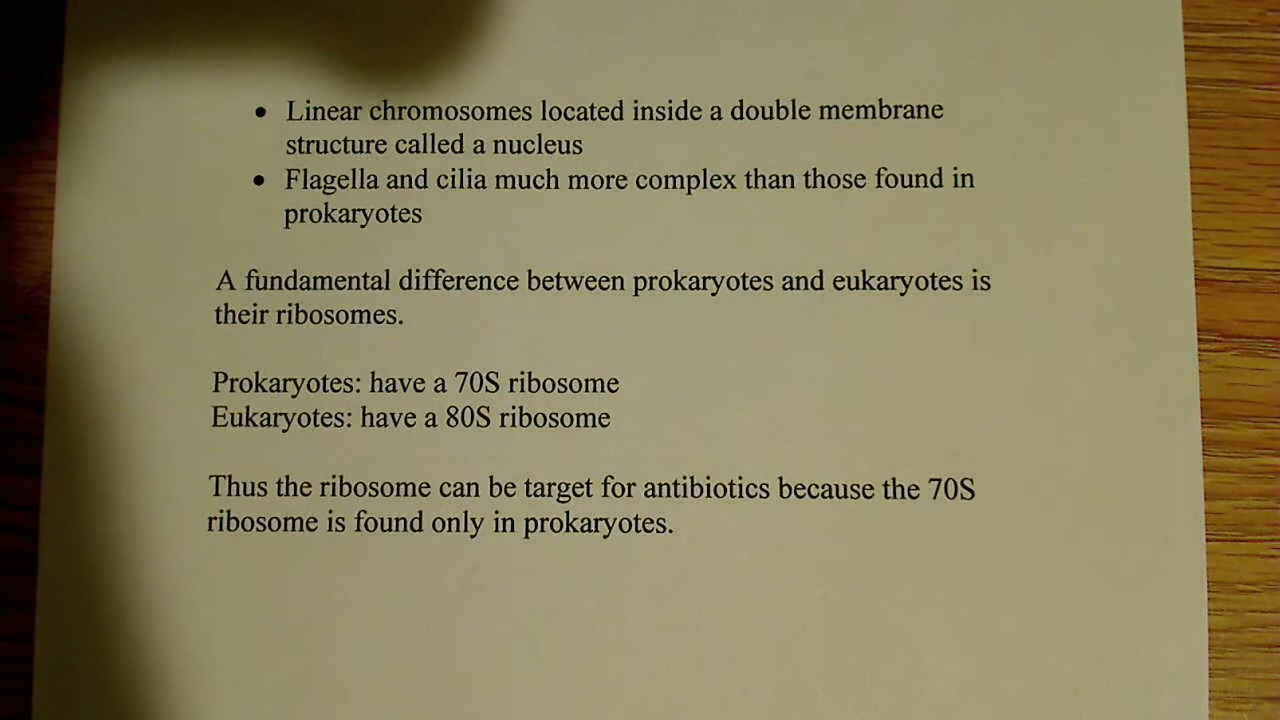 • Linear chromosomes located inside a double membrane
structure called a nucleus
• Flagella and cilia much more complex than those found in
prokaryotes
A fundamental difference between prokaryotes and eukaryotes is
their ribosomes.
Prokaryotes: have a 70S ribosome
Eukaryotes: have a 80S ribosome
Thus the ribosome can be target for antibiotics because the 70S
ribosome is found only in prokaryotes.